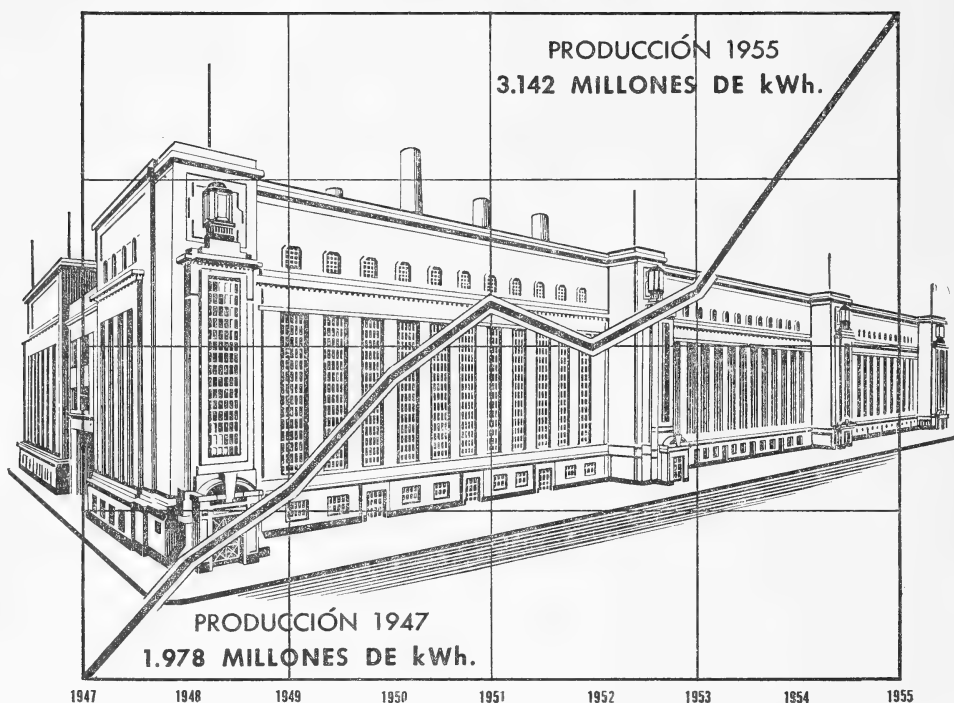 PRODUCCIÓN 1955
3.142 MILLONES DE kWh.
PRODUCCIÓN 1947
1.978 MILLONES DE kWh.
1947 1948 1949 1950 1951 1952 1953 1954 1955